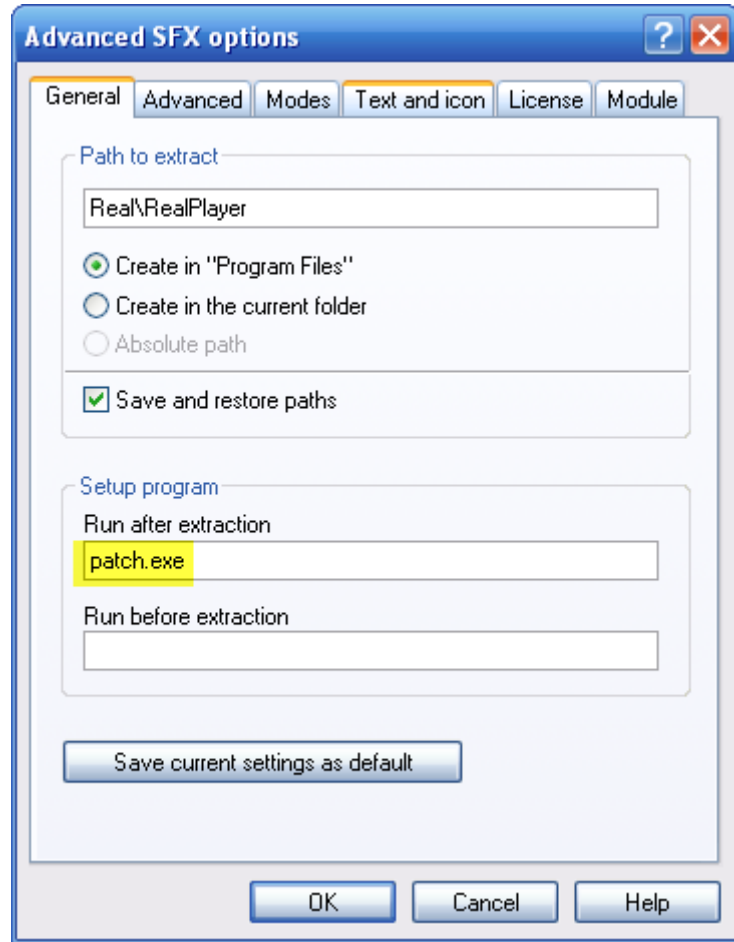 Advanced SFX options
General Advanced Modes Text and icon License Module
Path to extract
Real\RealPlayer
Create in "Program Files"
Create in the current folder
Absolute path
Save and restore paths
Setup program
Run after extraction
patch.exe
Run before extraction
Save current settings as default
OK Cancel Help